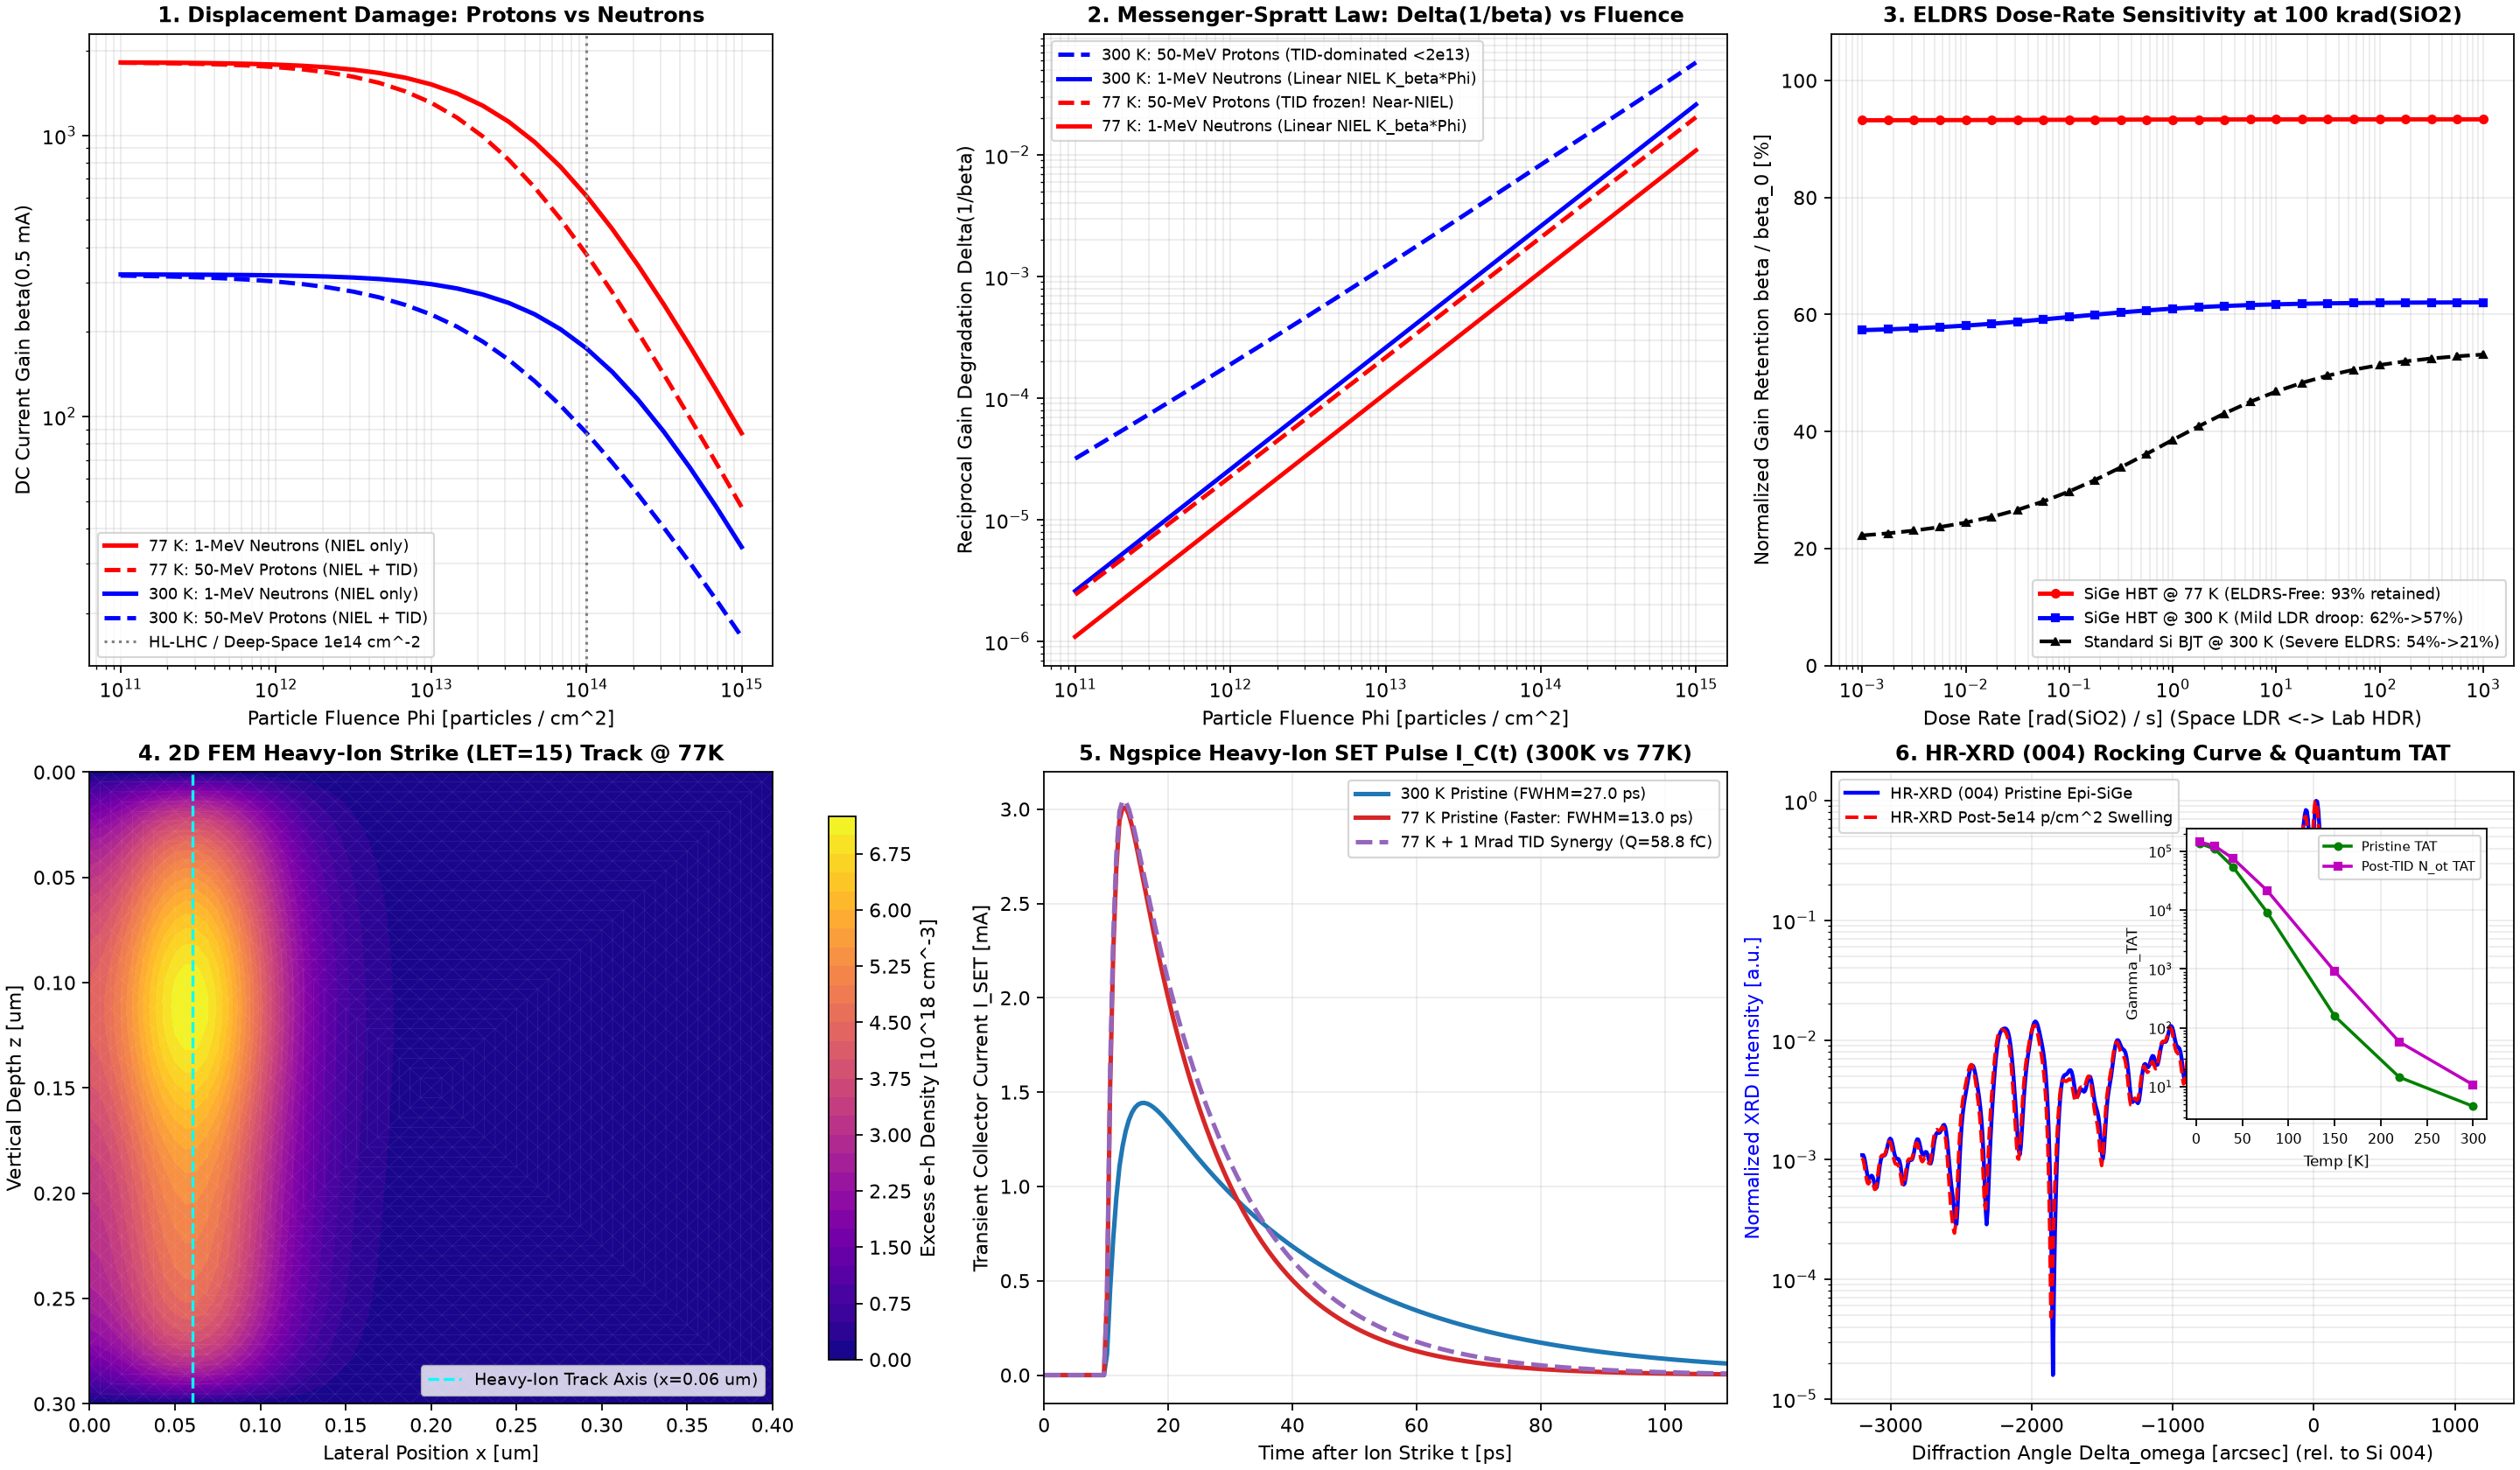 1. Displacement Damage: Protons vs Neutrons
DC Current Gain beta(0.5 mA)
10^3
10^2
77 K: 1-MeV Neutrons (NIEL only)
77 K: 50-MeV Protons (NIEL + TID)
300 K: 1-MeV Neutrons (NIEL only)
300 K: 50-MeV Protons (NIEL + TID)
HL-LHC / Deep-Space 1e14 cm^-2
10^11 10^12 10^13 10^14 10^15
Particle Fluence Phi [particles / cm^2]
2. Messenger-Spratt Law: Delta(1/beta) vs Fluence
300 K: 50-MeV Protons (TID-dominated <2e13)
300 K: 1-MeV Neutrons (Linear NIEL K_beta*Phi)
77 K: 50-MeV Protons (TID frozen! Near-NIEL)
77 K: 1-MeV Neutrons (Linear NIEL K_beta*Phi)
Reciprocal Gain Degradation Delta(1/beta)
10^-2
10^-3
10^-4
10^-5
10^-6
10^11 10^12 10^13 10^14 10^15
Particle Fluence Phi [particles / cm^2]
3. ELDRS Dose-Rate Sensitivity at 100 krad(SiO2)
Normalized Gain Retention beta / beta_0 [%]
100
80
60
40
20
0
SiGe HBT @ 77 K (ELDRS-Free: 93% retained)
SiGe HBT @ 300 K (Mild LDR droop: 62%->57%)
Standard Si BJT @ 300 K (Severe ELDRS: 54%->21%)
10^-3 10^-2 10^-1 10^0 10^1 10^2 10^3
Dose Rate [rad(SiO2) / s] (Space LDR <-> Lab HDR)
4. 2D FEM Heavy-Ion Strike (LET=15) Track @ 77K
Vertical Depth z [um]
0.00
0.05
0.10
0.15
0.20
0.25
0.30
Heavy-Ion Track Axis (x=0.06 um)
0.00 0.05 0.10 0.15 0.20 0.25 0.30 0.35 0.40
Lateral Position x [um]
6.75
6.00
5.25
4.50
3.75
3.00
2.25
1.50
0.75
0.00
Excess e-h Density [10^18 cm^-3]
5. Ngspice Heavy-Ion SET Pulse I_C(t) (300K vs 77K)
300 K Pristine (FWHM=27.0 ps)
77 K Pristine (Faster: FWHM=13.0 ps)
77 K + 1 Mrad TID Synergy (Q=58.8 fC)
Transient Collector Current I_SET [mA]
3.0
2.5
2.0
1.5
1.0
0.5
0.0
0 20 40 60 80 100
Time after Ion Strike t [ps]
6. HR-XRD (004) Rocking Curve & Quantum TAT
HR-XRD (004) Pristine Epi-SiGe
HR-XRD Post-5e14 p/cm^2 Swelling
Normalized XRD Intensity [a.u.]
10^0
10^-1
10^-2
10^-3
10^-4
10^-5
−3000 −2000 −1000 0 1000
Diffraction Angle Delta_omega [arcsec] (rel. to Si 004)
Pristine TAT
Post-TID N_ot TAT
Gamma_TAT
10^5
10^4
10^3
10^2
10^1
0 50 100 150 200 250 300
Temp [K]